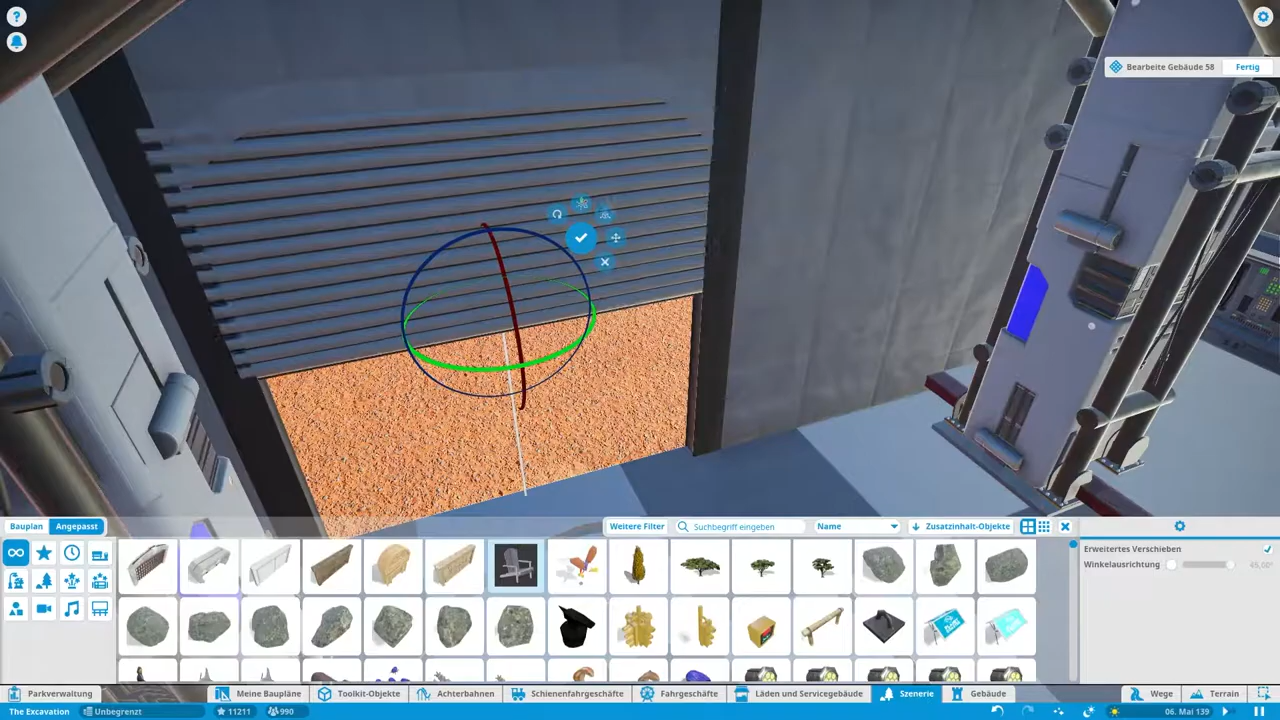 Bearbeite Gebäude 58
Fertig
Bauplan
Angepasst
Weitere Filter
Suchbegriff eingeben
Name
Zusatzinhalt-Objekte
Erweitertes Verschieben
Winkelausrichtung
45,00°
Parkverwaltung
Meine Baupläne
Toolkit-Objekte
Achterbahnen
Schienenfahrgeschäfte
Fahrgeschäfte
Läden und Servicegebäude
Szenerie
Gebäude
Wege
Terrain
The Excavation
Unbegrenzt
11211
990
06. Mai 139